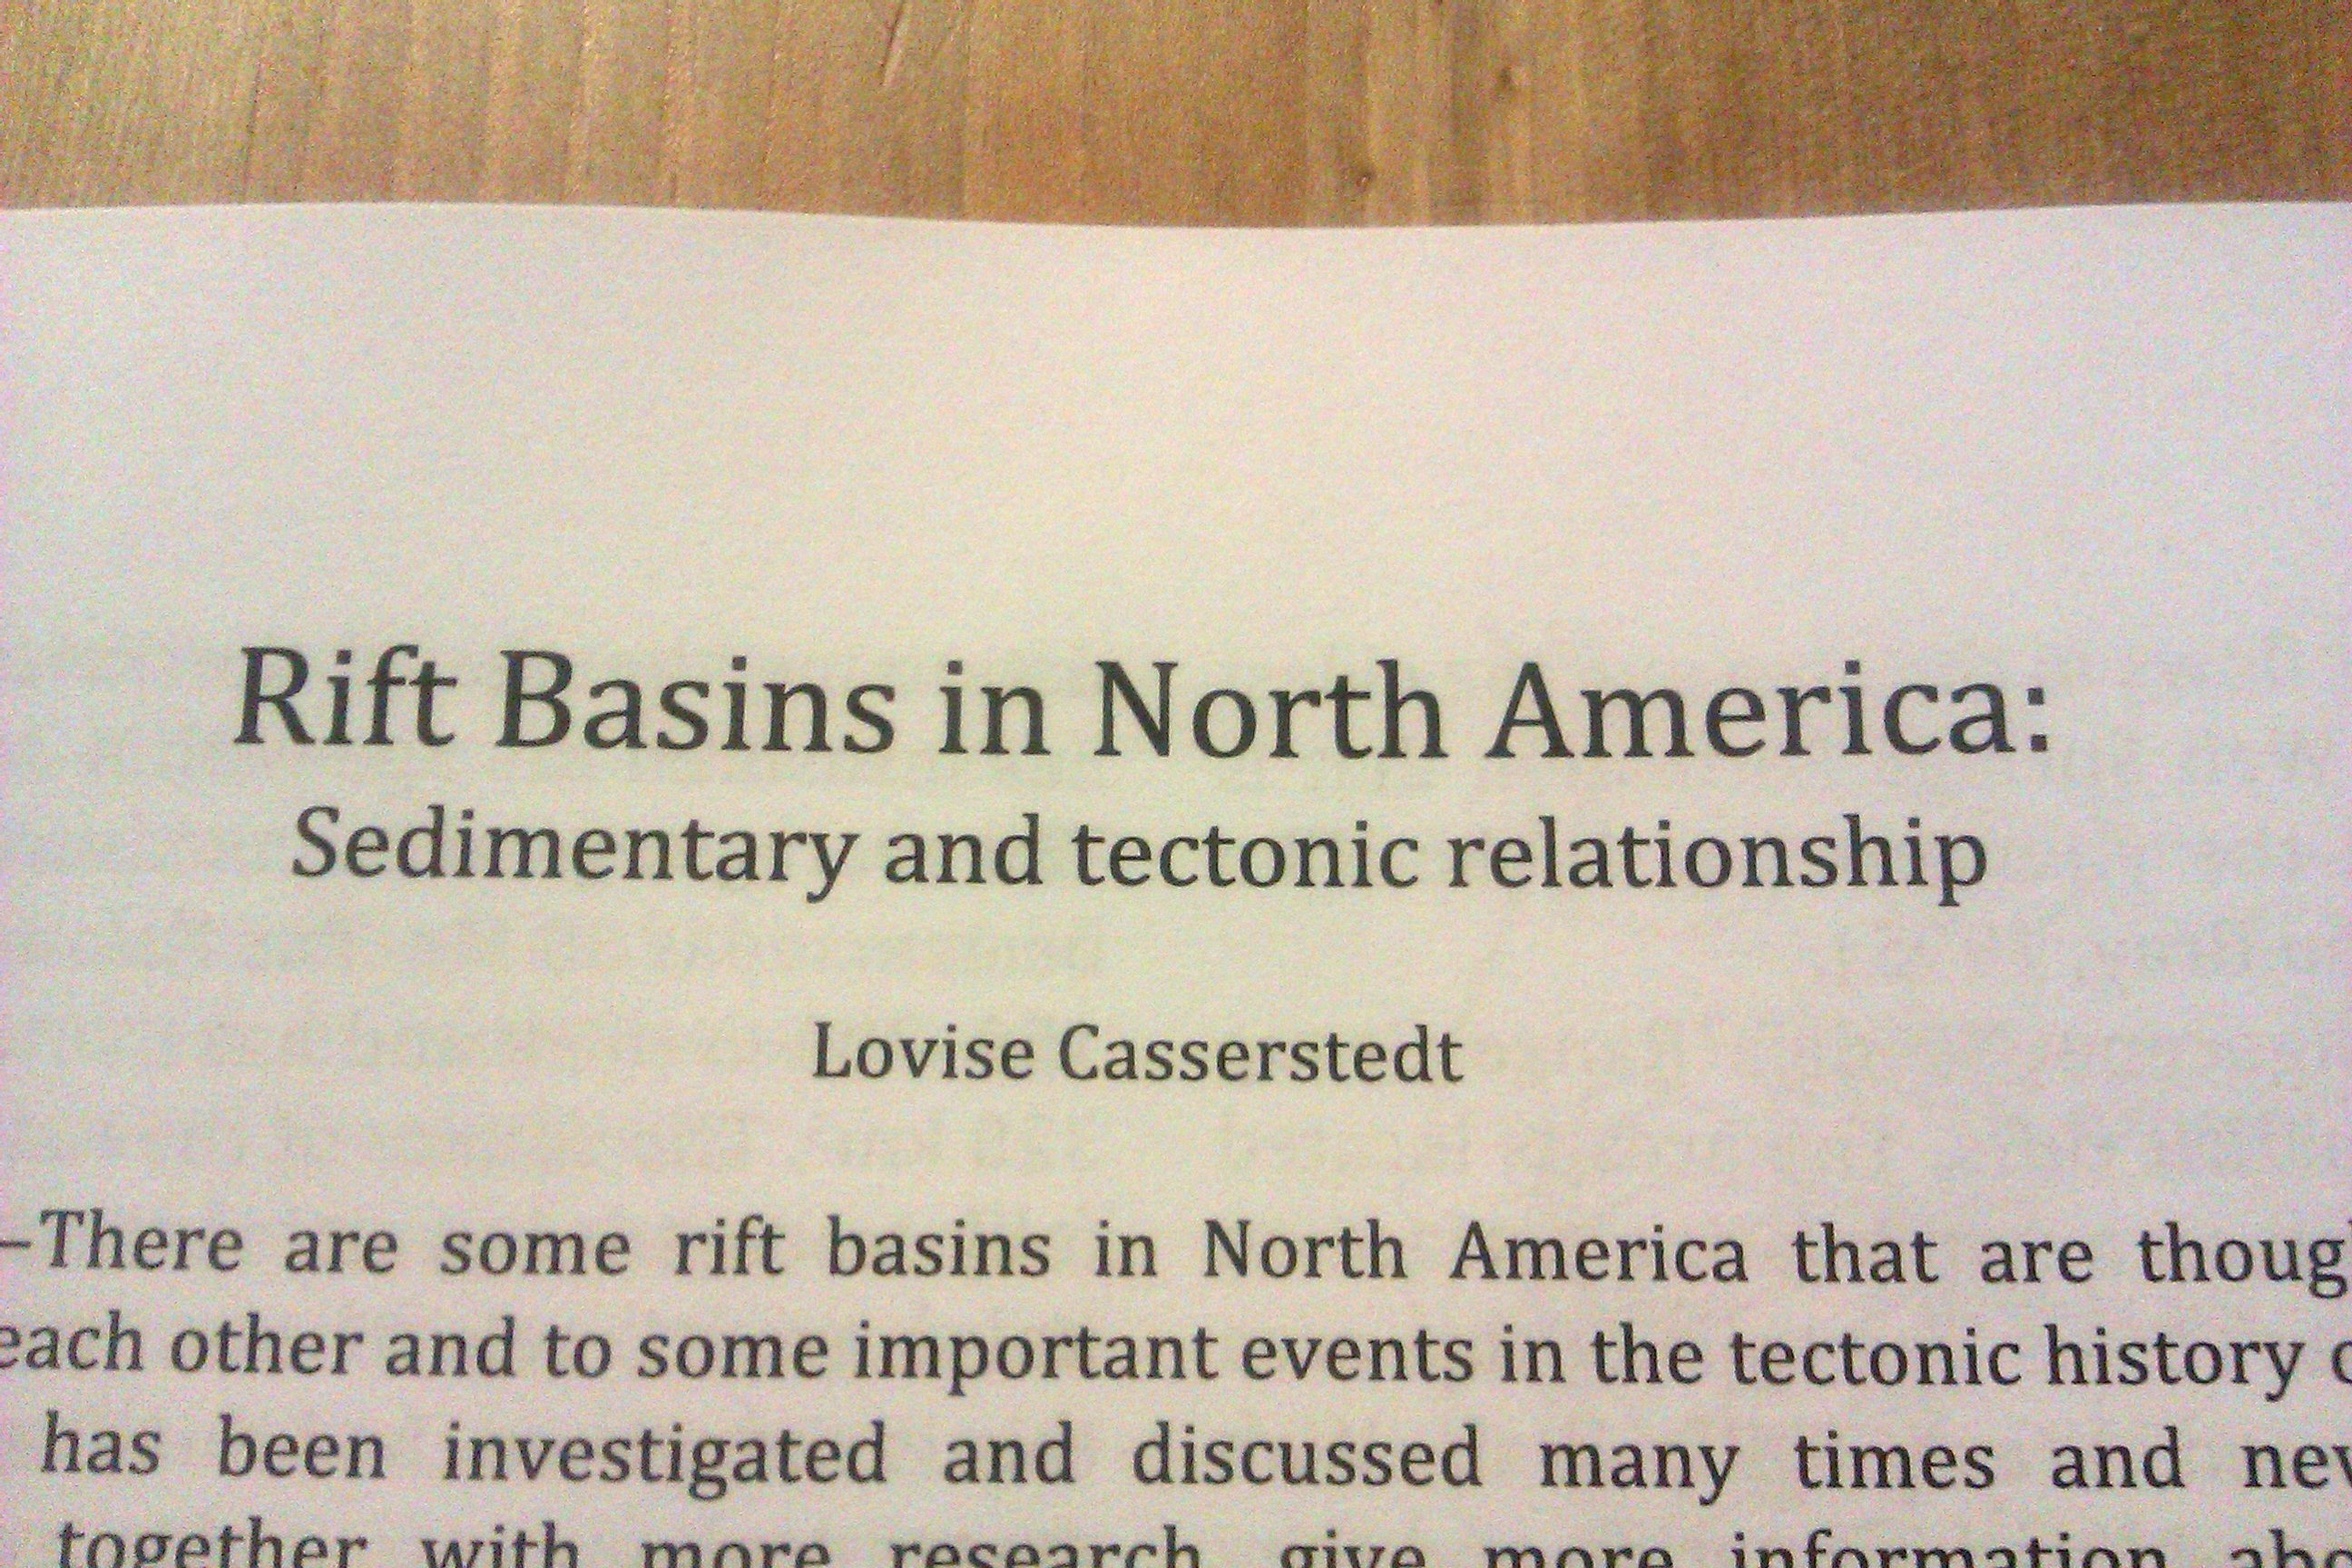 Rift Basins in North America:
Sedimentary and tectonic relationship
Lovise Casserstedt
—There are some rift basins in North America that are
each other and to some important events in the tectonic history
has been investigated and discussed many times and
together with more research give more information